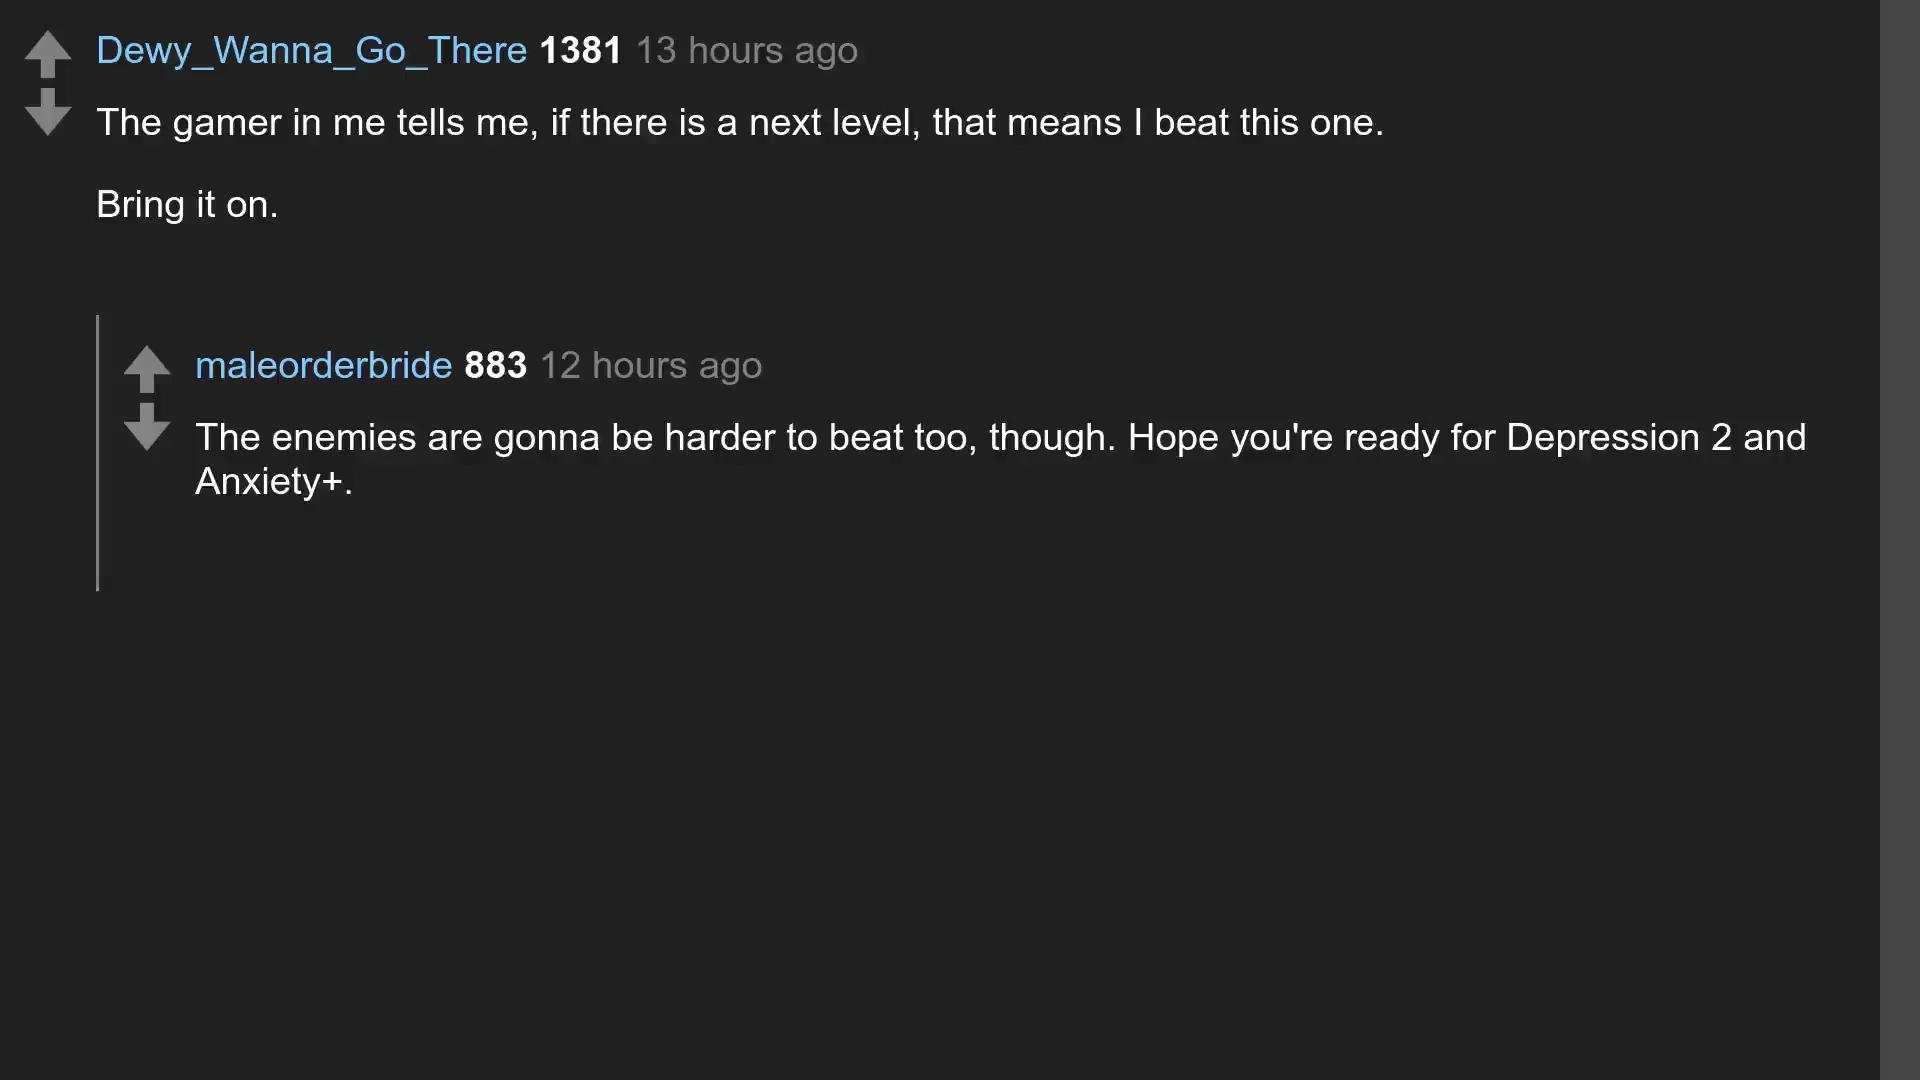 Dewy_Wanna_Go_There 1381 13 hours ago
The gamer in me tells me, if there is a next level, that means I beat this one.
Bring it on.
maleorderbride 883 12 hours ago
The enemies are gonna be harder to beat too, though. Hope you're ready for Depression 2 and
Anxiety+.